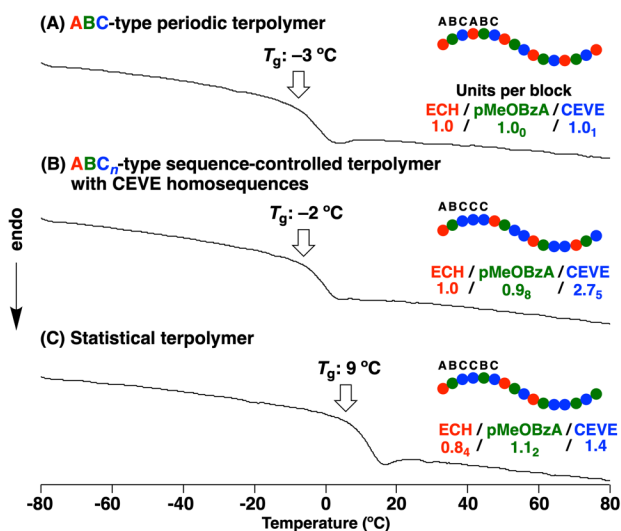 (A) ABC-type periodic terpolymer
Tg: –3 ºC
ABCABC
Units per block
ECH / pMeOBzA / CEVE
1.0 / 1.0₀ / 1.0₁
(B) ABCn-type sequence-controlled terpolymer
with CEVE homosequences
Tg: –2 ºC
ABCCC
ECH / pMeOBzA / CEVE
1.0 / 0.9₈ / 2.7₅
endo
(C) Statistical terpolymer
Tg: 9 ºC
ABCCBC
ECH / pMeOBzA / CEVE
0.8₄ / 1.1₂ / 1.4
-80 -60 -40 -20 0 20 40 60 80
Temperature (ºC)